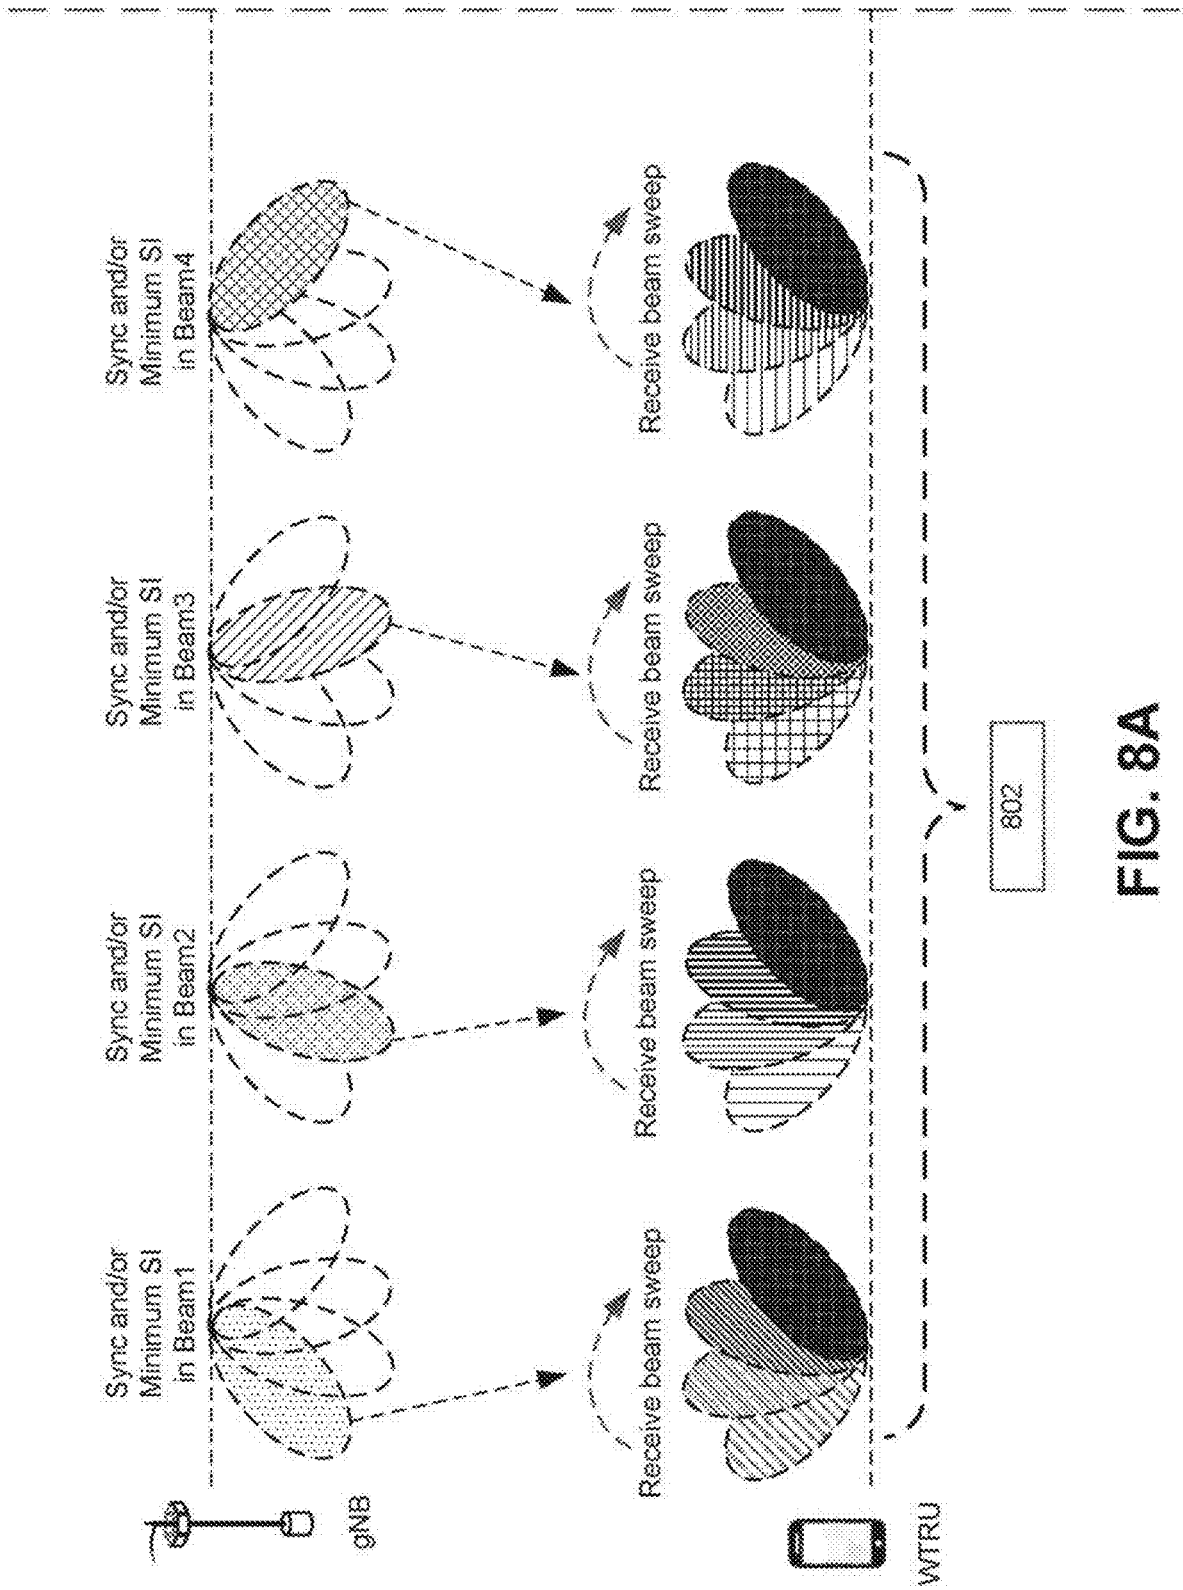 Sync and/or
Minimum SI
in Beam1
Sync and/or
Minimum SI
in Beam2
Sync and/or
Minimum SI
in Beam3
Sync and/or
Minimum SI
in Beam4
gNB
Receive beam sweep
Receive beam sweep
Receive beam sweep
Receive beam sweep
WTRU
802
FIG. 8A